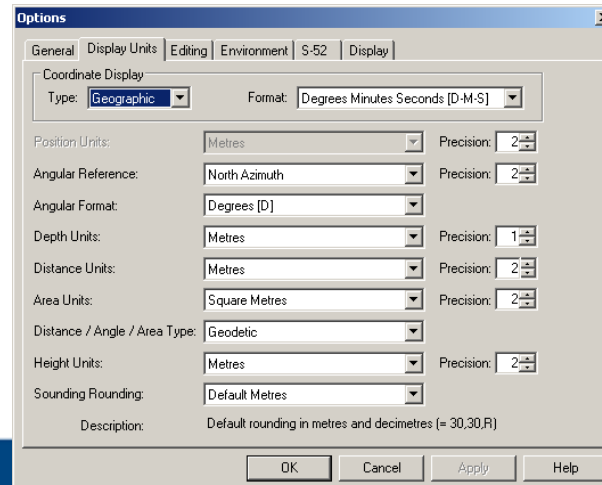 Options
General Display Units Editing Environment S-52 Display
Coordinate Display
Type: Geographic Format: Degrees Minutes Seconds [D-M-S]
Position Units: Metres Precision: 2
Angular Reference: North Azimuth Precision: 2
Angular Format: Degrees [D]
Depth Units: Metres Precision: 1
Distance Units: Metres Precision: 2
Area Units: Square Metres Precision: 2
Distance / Angle / Area Type: Geodetic
Height Units: Metres Precision: 2
Sounding Rounding: Default Metres
Description: Default rounding in metres and decimetres (= 30,30,R)
OK Cancel Apply Help